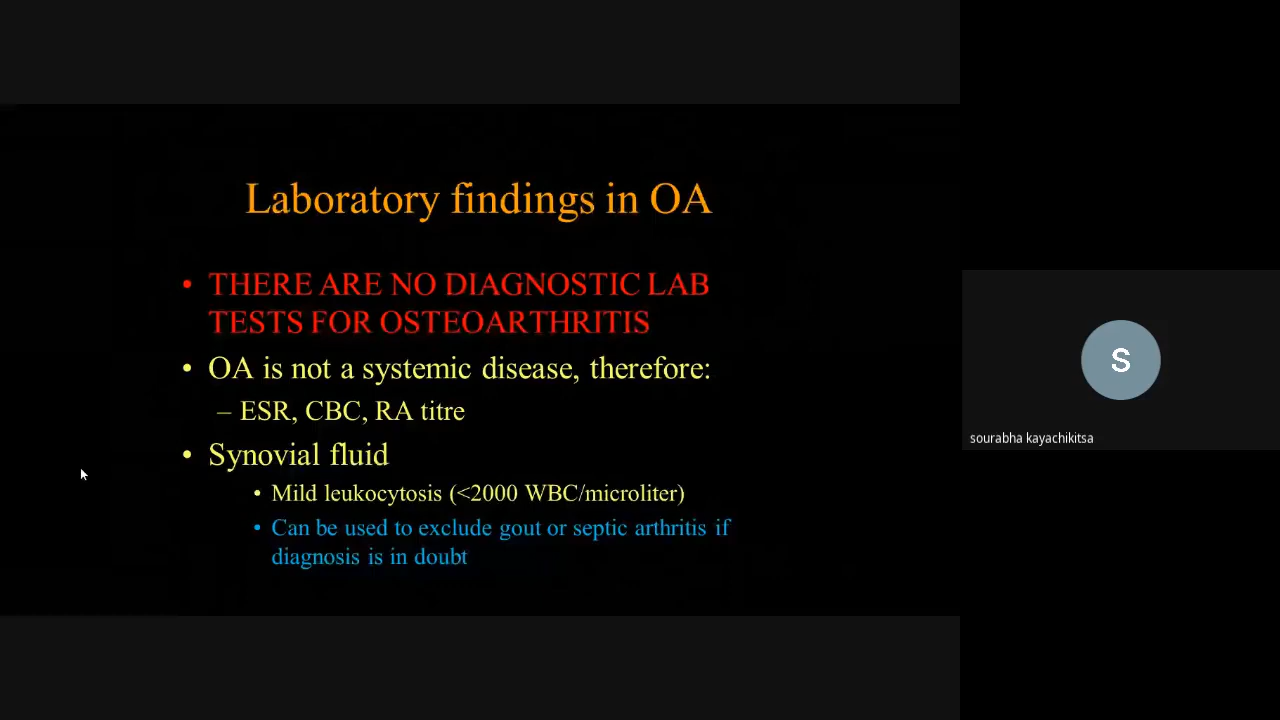 Laboratory findings in OA
• THERE ARE NO DIAGNOSTIC LAB
TESTS FOR OSTEOARTHRITIS
• OA is not a systemic disease, therefore:
– ESR, CBC, RA titre
• Synovial fluid
• Mild leukocytosis (<2000 WBC/microliter)
• Can be used to exclude gout or septic arthritis if
diagnosis is in doubt
S
sourabha kayachikitsa